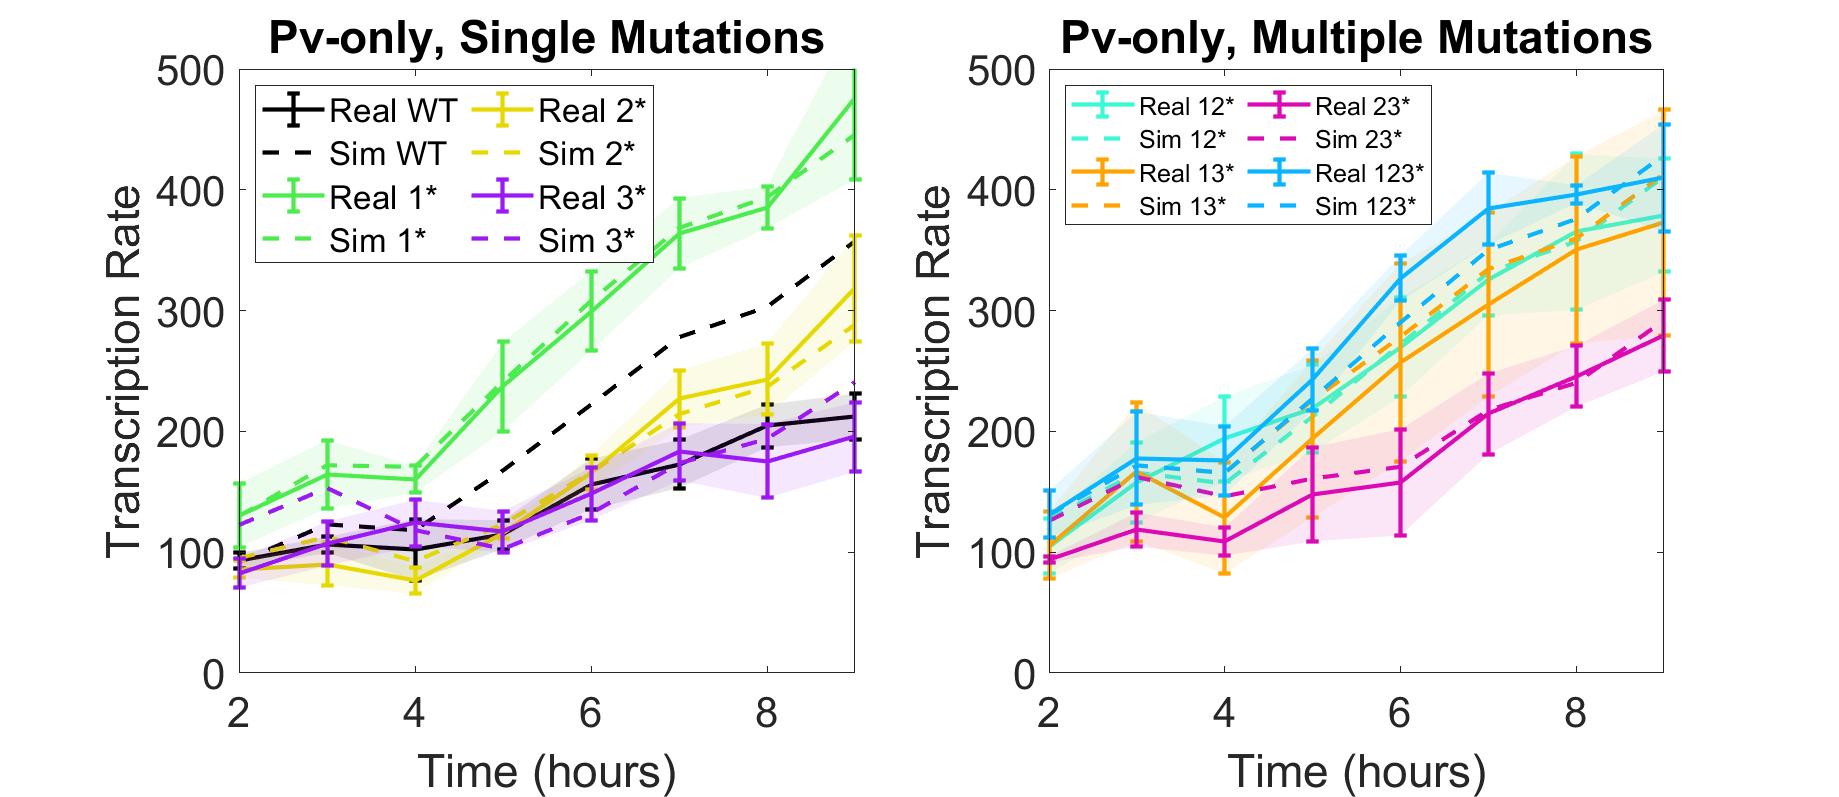 Pv-only, Single Mutations
500
400
300
200
100
0
2
4
6
8
Transcription Rate
Time (hours)
Real WT
Sim WT
Real 1*
Sim 1*
Real 2*
Sim 2*
Real 3*
Sim 3*
Pv-only, Multiple Mutations
500
400
300
200
100
0
2
4
6
8
Transcription Rate
Time (hours)
Real 12*
Sim 12*
Real 13*
Sim 13*
Real 23*
Sim 23*
Real 123*
Sim 123*